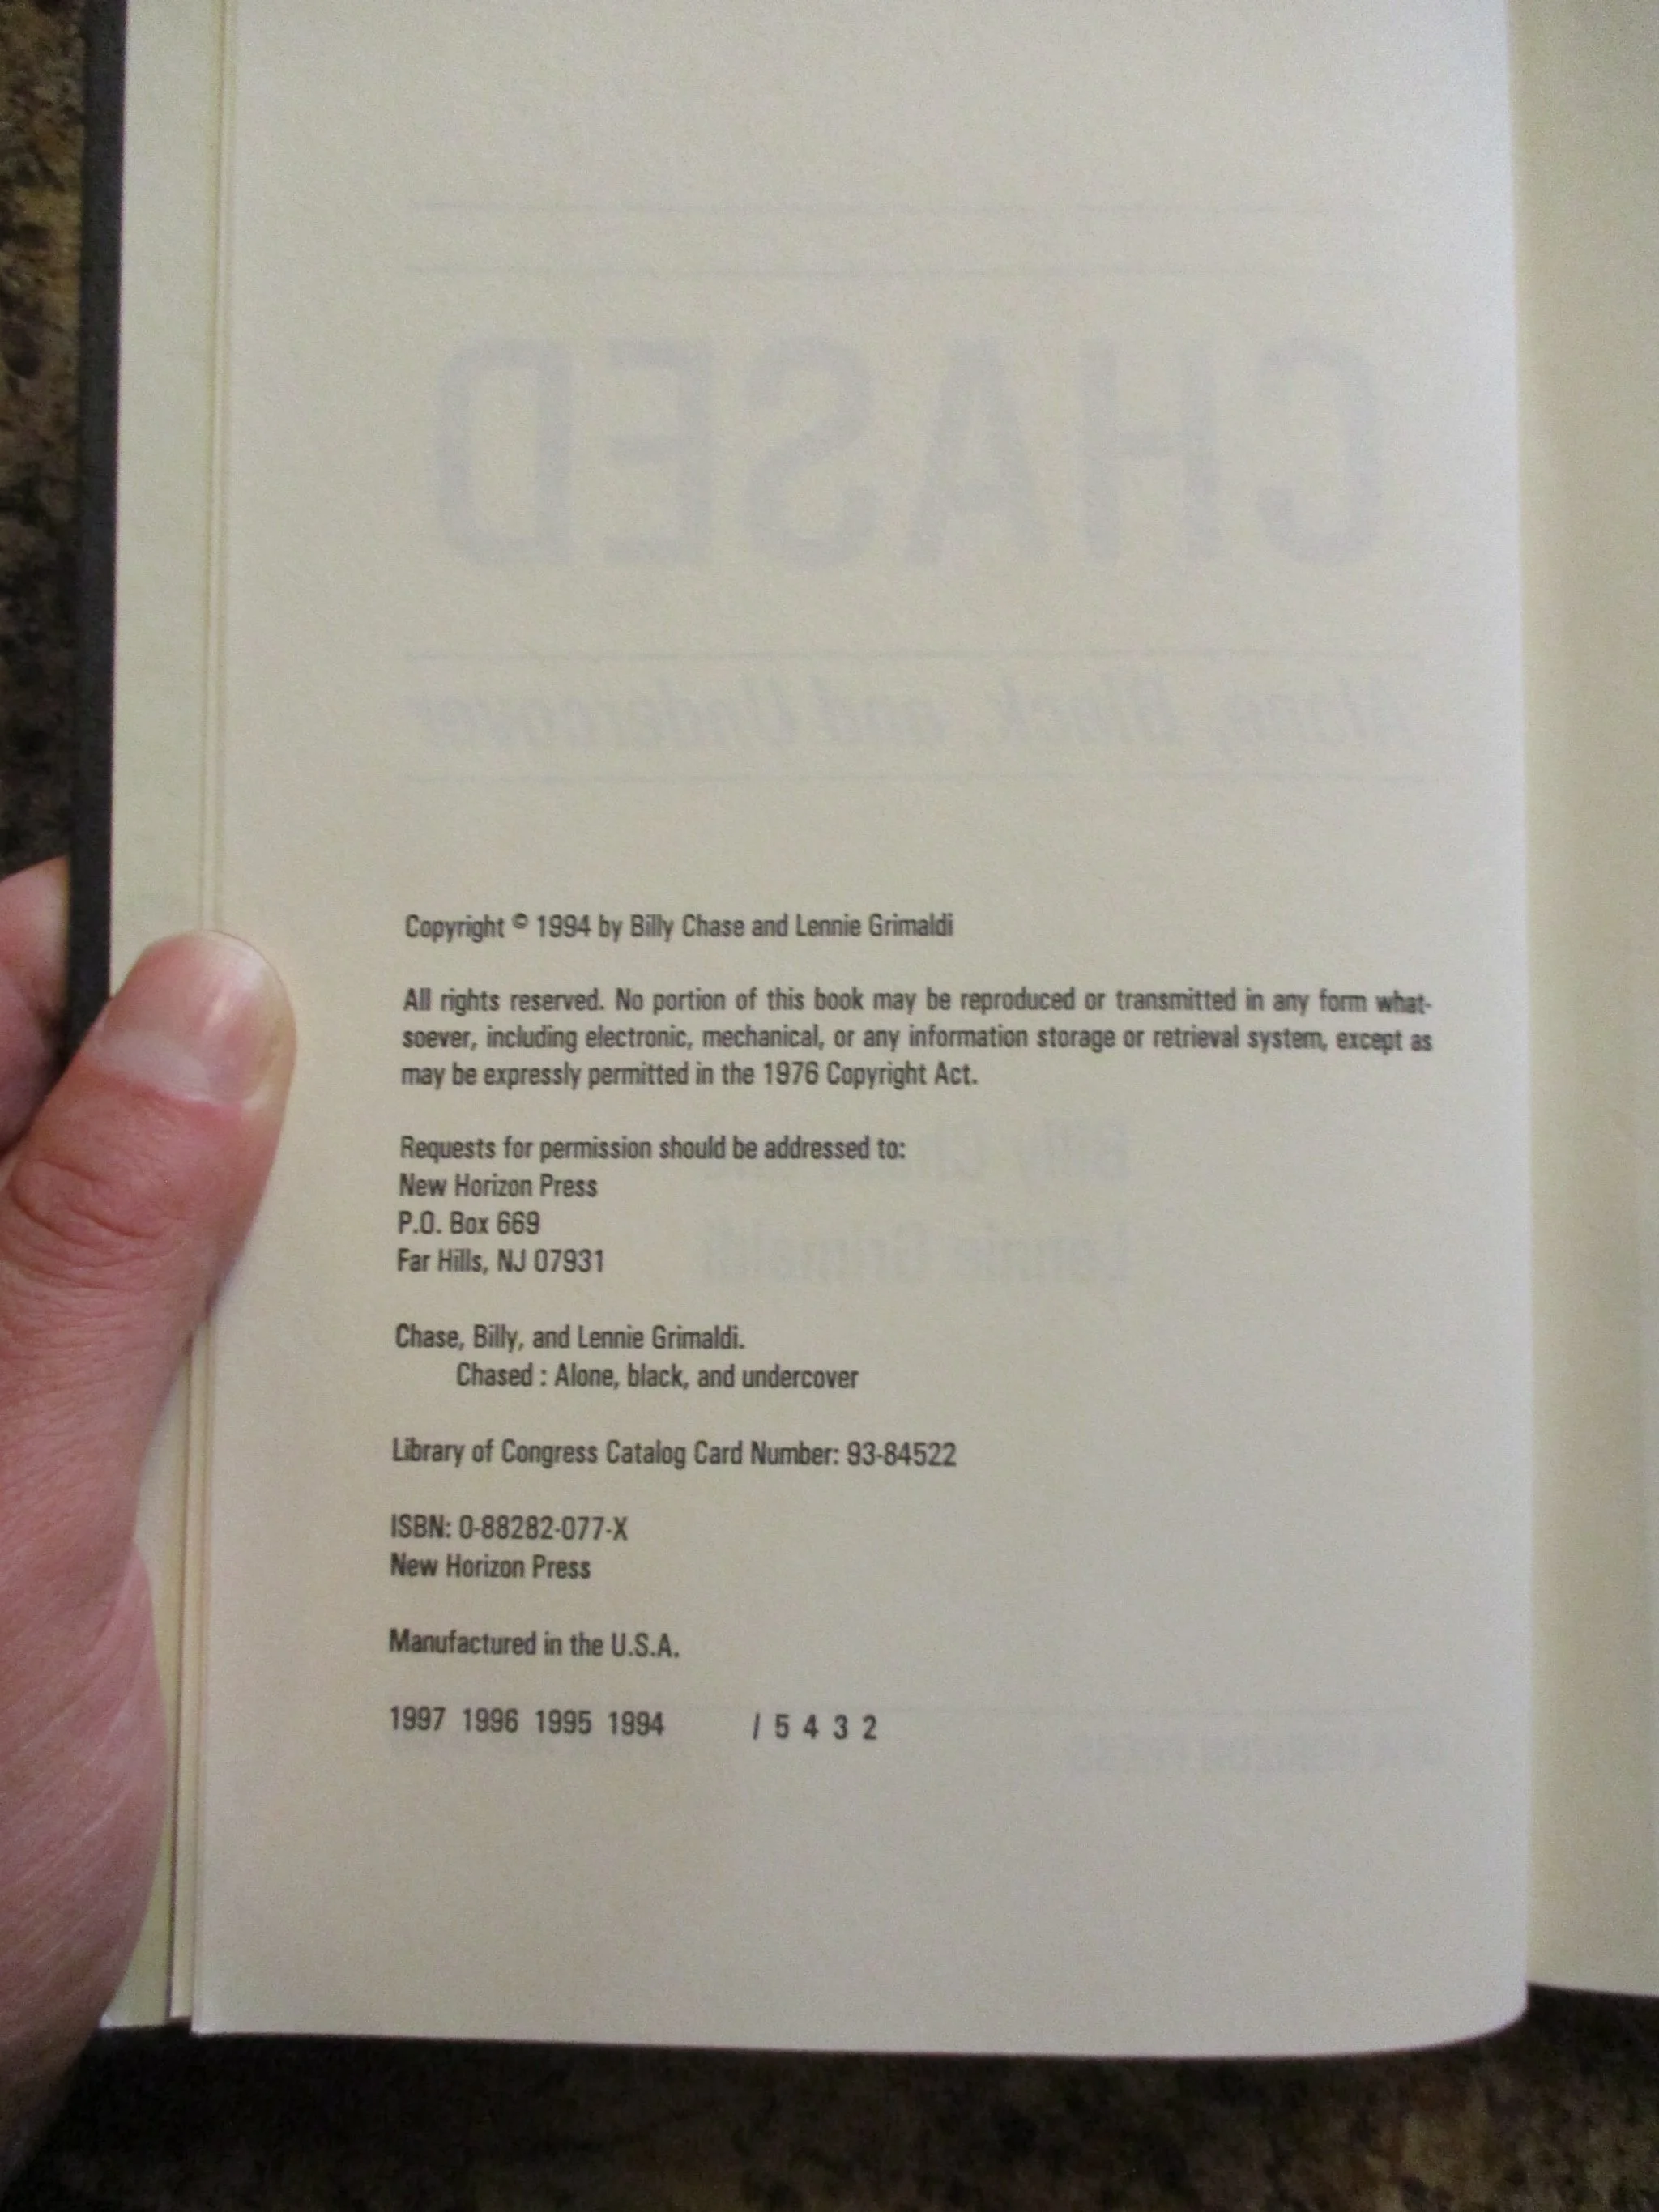 CHASED
Alone, Black, and Undercover
Copyright © 1994 by Billy Chase and Lennie Grimaldi
All rights reserved. No portion of this book may be reproduced or transmitted in any form what-
soever, including electronic, mechanical, or any information storage or retrieval system, except as
may be expressly permitted in the 1976 Copyright Act.
Requests for permission should be addressed to:
New Horizon Press
P.O. Box 669
Far Hills, NJ 07931
Chase, Billy, and Lennie Grimaldi.
Chased : Alone, black, and undercover
Library of Congress Catalog Card Number: 93-84522
ISBN: 0-88282-077-X
New Horizon Press
Manufactured in the U.S.A.
1997 1996 1995 1994 / 5 4 3 2